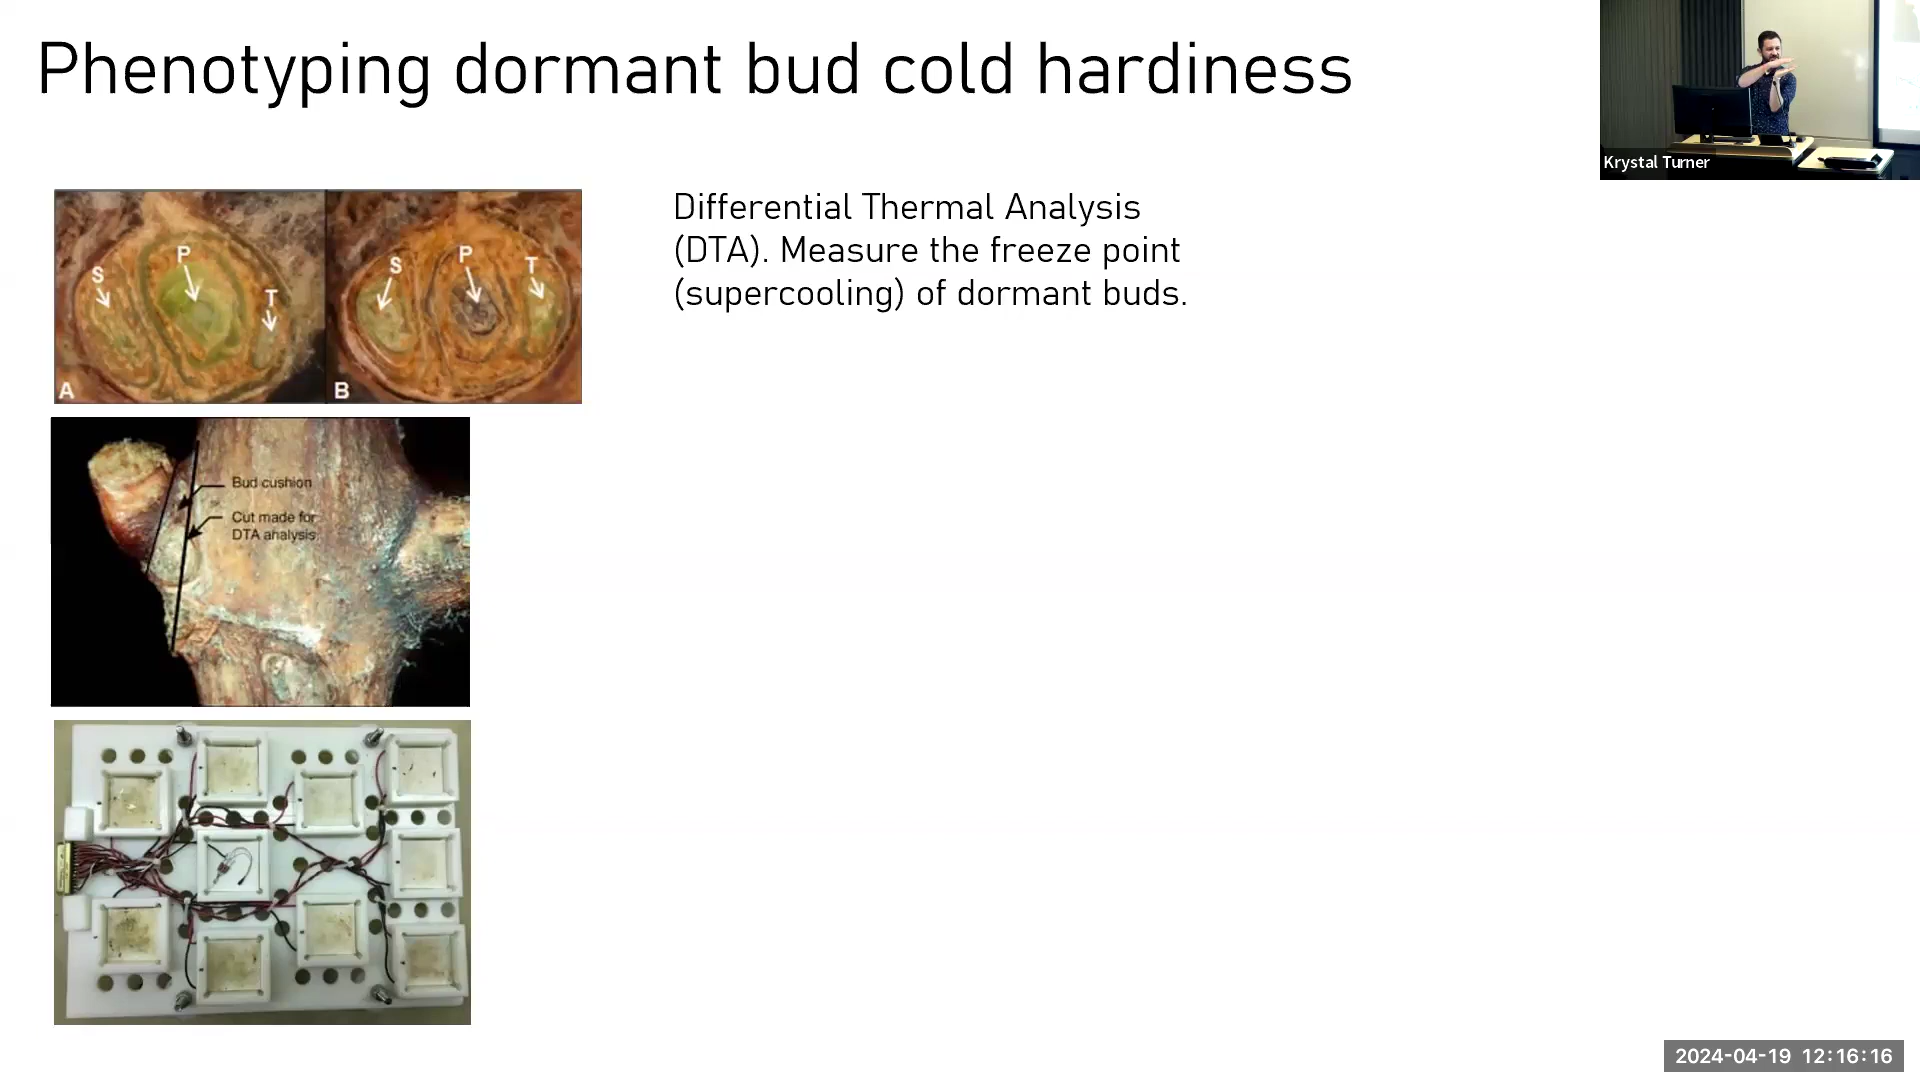 Phenotyping dormant bud cold hardiness
Krystal Turner
Differential Thermal Analysis
(DTA). Measure the freeze point
(supercooling) of dormant buds.
S P T
A
S P T
B
Bud cushion
Cut made for
DTA analysis
2024-04-19 12:16:16